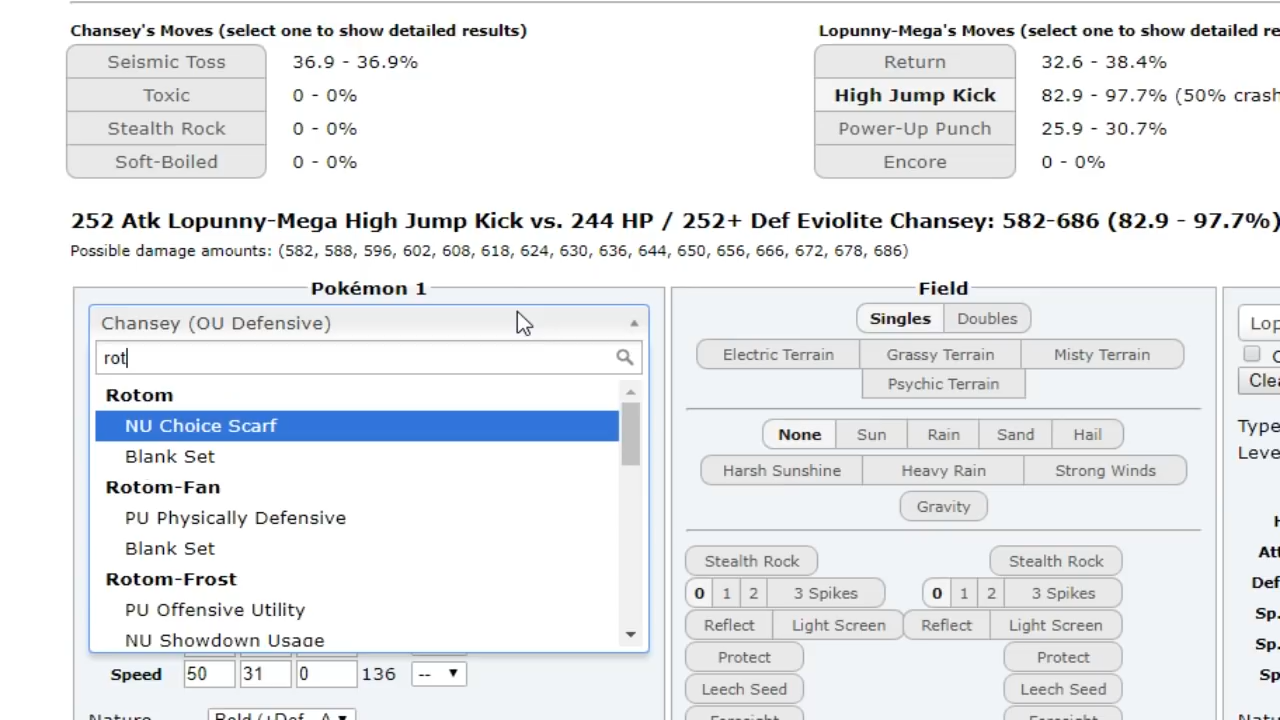 Chansey's Moves (select one to show detailed results)
Lopunny-Mega's Moves (select one to show detailed re
Seismic Toss 36.9 - 36.9%
Return 32.6 - 38.4%
Toxic 0 - 0%
High Jump Kick 82.9 - 97.7% (50% crash
Stealth Rock 0 - 0%
Power-Up Punch 25.9 - 30.7%
Soft-Boiled 0 - 0%
Encore 0 - 0%
252 Atk Lopunny-Mega High Jump Kick vs. 244 HP / 252+ Def Eviolite Chansey: 582-686 (82.9 - 97.7%)
Possible damage amounts: (582, 588, 596, 602, 608, 618, 624, 630, 636, 644, 650, 656, 666, 672, 678, 686)
Pokémon 1
Chansey (OU Defensive)
rot
Rotom
NU Choice Scarf
Blank Set
Rotom-Fan
PU Physically Defensive
Blank Set
Rotom-Frost
PU Offensive Utility
NU Showdown Usage
Speed 50 31 0 136 --
Nature Bold (+Def, -A
Field
Singles Doubles
Electric Terrain Grassy Terrain Misty Terrain
Psychic Terrain
None Sun Rain Sand Hail
Harsh Sunshine Heavy Rain Strong Winds
Gravity
Stealth Rock Stealth Rock
0 1 2 3 Spikes 0 1 2 3 Spikes
Reflect Light Screen Reflect Light Screen
Protect Protect
Leech Seed Leech Seed
Foresight Foresight
Lop
Clea
Type
Leve
H
Att
Def
Sp.
Sp.
Sp